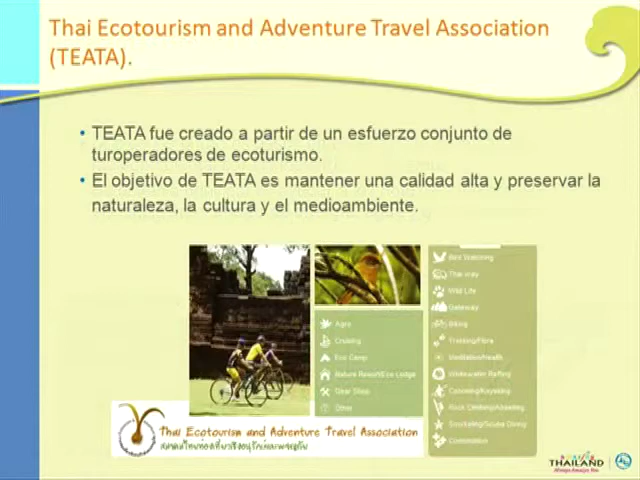 Thai Ecotourism and Adventure Travel Association
(TEATA).
• TEATA fue creado a partir de un esfuerzo conjunto de
turoperadores de ecoturismo.
• El objetivo de TEATA es mantener una calidad alta y preservar la
naturaleza, la cultura y el medioambiente.
Bird Watching
Thai way
Wild Life
Gateway
Biking
Trekking/Flora
Meditation/Health
Whitewater Rafting
Canoeing/Kayaking
Rock Climbing/Abseiling
Snorkeling/Scuba Diving
Agro
Cruising
Eco Camp
Nature Resort/Eco Lodge
Gear Shop
Other
Thai Ecotourism and Adventure Travel Association
THAILAND